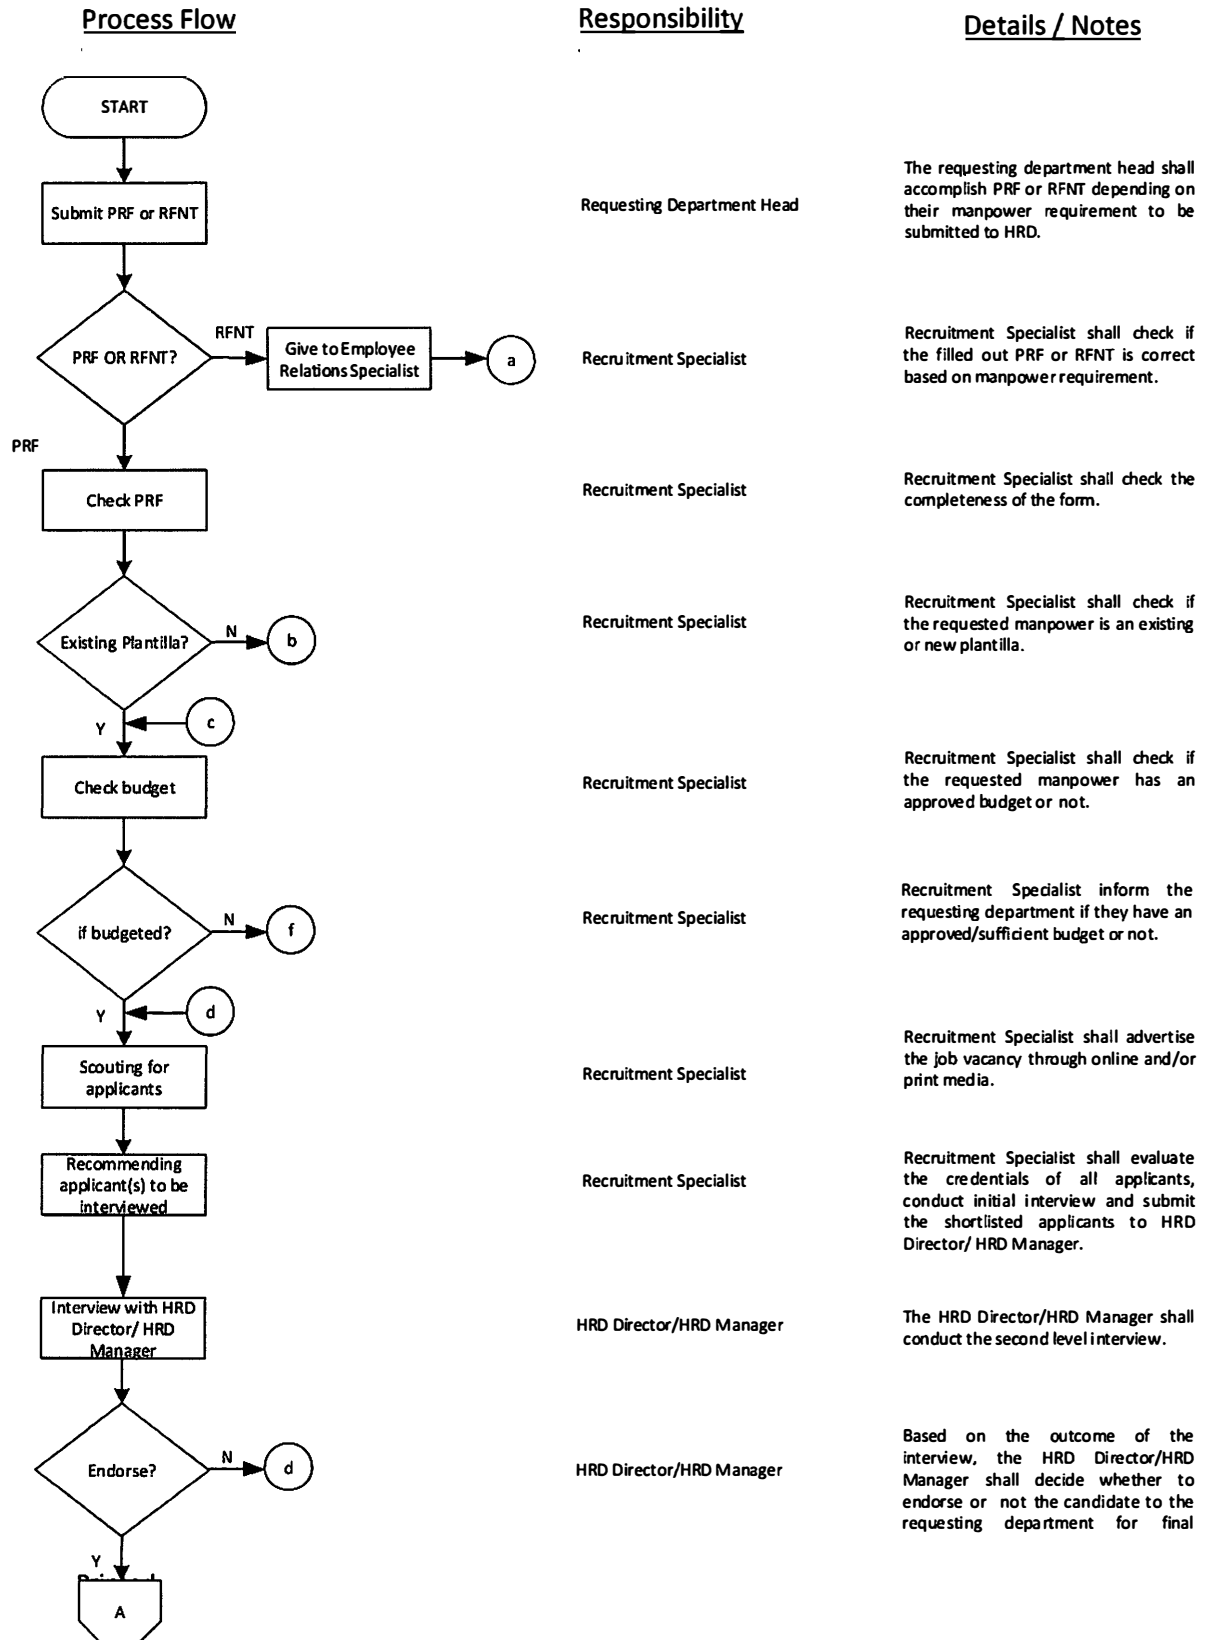 Process Flow
Responsibility
Details / Notes
START
Submit PRF or RFNT
Requesting Department Head
The requesting department head shall
accomplish PRF or RFNT depending on
their manpower requirement to be
submitted to HRD.
PRF OR RFNT?
RFNT
Give to Employee
Relations Specialist
a
Recruitment Specialist
Recruitment Specialist shall check if
the filled out PRF or RFNT is correct
based on manpower requirement.
PRF
Check PRF
Recruitment Specialist
Recruitment Specialist shall check the
completeness of the form.
Existing Plantilla?
N
b
Recruitment Specialist
Recruitment Specialist shall check if
the requested manpower is an existing
or new plantilla.
Y
c
Check budget
Recruitment Specialist
Recruitment Specialist shall check if
the requested manpower has an
approved budget or not.
if budgeted?
N
f
Recruitment Specialist
Recruitment Specialist inform the
requesting department if they have an
approved/sufficient budget or not.
Y
d
Scouting for
applicants
Recruitment Specialist
Recruitment Specialist shall advertise
the job vacancy through online and/or
print media.
Recommending
applicant(s) to be
interviewed
Recruitment Specialist
Recruitment Specialist shall evaluate
the credentials of all applicants,
conduct initial interview and submit
the shortlisted applicants to HRD
Director/ HRD Manager.
Interview with HRD
Director/ HRD
Manager
HRD Director/HRD Manager
The HRD Director/HRD Manager shall
conduct the second level interview.
Endorse?
N
d
HRD Director/HRD Manager
Based on the outcome of the
interview, the HRD Director/HRD
Manager shall decide whether to
endorse or not the candidate to the
requesting department for final
Y
A